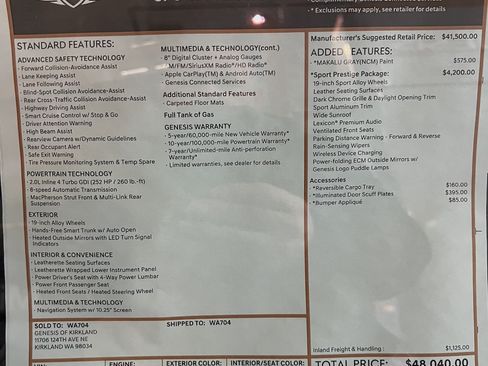 * Exclusions may apply, see retailer for details
Manufacturer's Suggested Retail Price: $41,500.00
STANDARD FEATURES:
ADVANCED SAFETY TECHNOLOGY
· Forward Collision-Avoidance Assist
· Lane Keeping Assist
· Lane Following Assist
· Blind-Spot Collision-Avoidance Assist
· Rear Cross-Traffic Collision-Avoidance Assist
· Highway Driving Assist
· Smart Cruise Control w/ Stop & Go
· Driver Attention Warning
· High Beam Assist
· Rearview Camera w/Dynamic Guidelines
· Rear Occupant Alert
· Safe Exit Warning
· Tire Pressure Monitoring System & Temp Spare
POWERTRAIN TECHNOLOGY
· 2.0L Inline 4 Turbo GDI (252 HP / 260 lb.-ft)
· 8-speed Automatic Transmission
· MacPherson Strut Front & Multi-Link Rear
Suspension
EXTERIOR
· 19-inch Alloy Wheels
· Hands-Free Smart Trunk w/ Auto Open
· Heated Outside Mirrors with LED Turn Signal
Indicators
INTERIOR & CONVENIENCE
· Leatherette Seating Surfaces
· Leatherette Wrapped Lower Instrument Panel
· Power Driver's Seat with 4-Way Power Lumbar
· Power Front Passenger Seat
· Heated Front Seats / Heated Steering Wheel
MULTIMEDIA & TECHNOLOGY
· Navigation System w/ 10.25" Screen
MULTIMEDIA & TECHNOLOGY(cont.)
· 8" Digital Cluster + Analog Gauges
· AM/FM/SiriusXM Radio®/HD Radio®
· Apple CarPlay(TM) & Android Auto(TM)
· Genesis Connected Services
Additional Standard Features
· Carpeted Floor Mats
Full Tank of Gas
GENESIS WARRANTY
· 5-year/60,000-mile New Vehicle Warranty*
· 10-year/100,000-mile Powertrain Warranty*
· 7-year/Unlimited-mile Anti-perforation
Warranty*
· Limited warranties, see dealer for details
ADDED FEATURES:
*MAKALU GRAY(NCM) Paint $575.00
*Sport Prestige Package: $4,200.00
19-inch Sport Alloy Wheels
Leather Seating Surfaces
Dark Chrome Grille & Daylight Opening Trim
Sport Aluminum Trim
Wide Sunroof
Lexicon® Premium Audio
Ventilated Front Seats
Parking Distance Warning - Forward & Reverse
Rain-Sensing Wipers
Wireless Device Charging
Power-folding ECM Outside Mirrors w/
Genesis Logo Puddle Lamps
Accessories
*Reversible Cargo Tray $160.00
*Illuminated Door Scuff Plates $395.00
*Bumper Appliqué $85.00
Inland Freight & Handling: $1,125.00
TOTAL PRICE: $48,040.00
SOLD TO: WA704
GENESIS OF KIRKLAND
11706 124TH AVE NE
KIRKLAND WA 98034
SHIPPED TO: WA704
ENGINE:
EXTERIOR COLOR:
INTERIOR/SEAT COLOR: